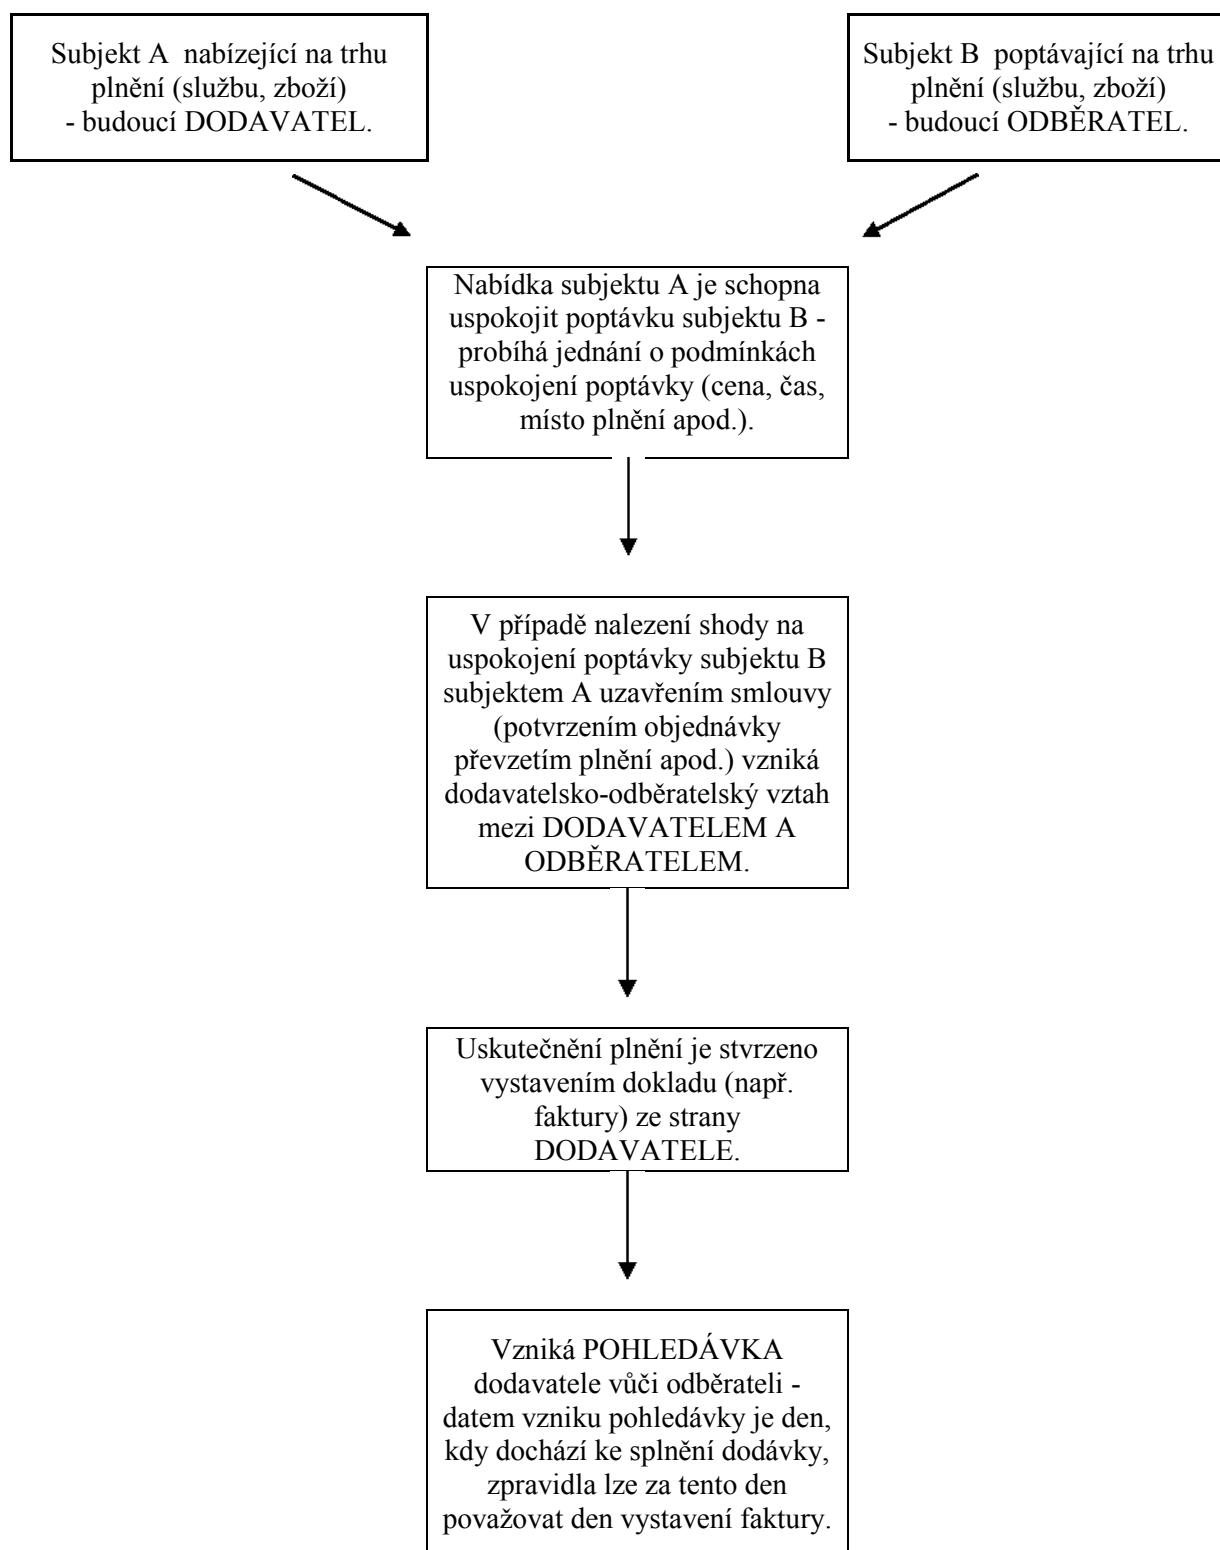 Subjekt A  nabízející na trhu
plnění (službu, zboží)
- budoucí DODAVATEL.
Subjekt B  poptávající na trhu
plnění (službu, zboží)
- budoucí ODBĚRATEL.
Nabídka subjektu A je schopna
uspokojit poptávku subjektu B -
probíhá jednání o podmínkách
uspokojení poptávky (cena, čas,
místo plnění apod.).
V případě nalezení shody na
uspokojení poptávky subjektu B
subjektem A uzavřením smlouvy
(potvrzením objednávky
převzetím plnění apod.) vzniká
dodavatelsko-odběratelský vztah
mezi DODAVATELEM A
ODBĚRATELEM.
Uskutečnění plnění je stvrzeno
vystavením dokladu (např.
faktury) ze strany
DODAVATELE.
Vzniká POHLEDÁVKA
dodavatele vůči odběrateli -
datem vzniku pohledávky je den,
kdy dochází ke splnění dodávky,
zpravidla lze za tento den
považovat den vystavení faktury.